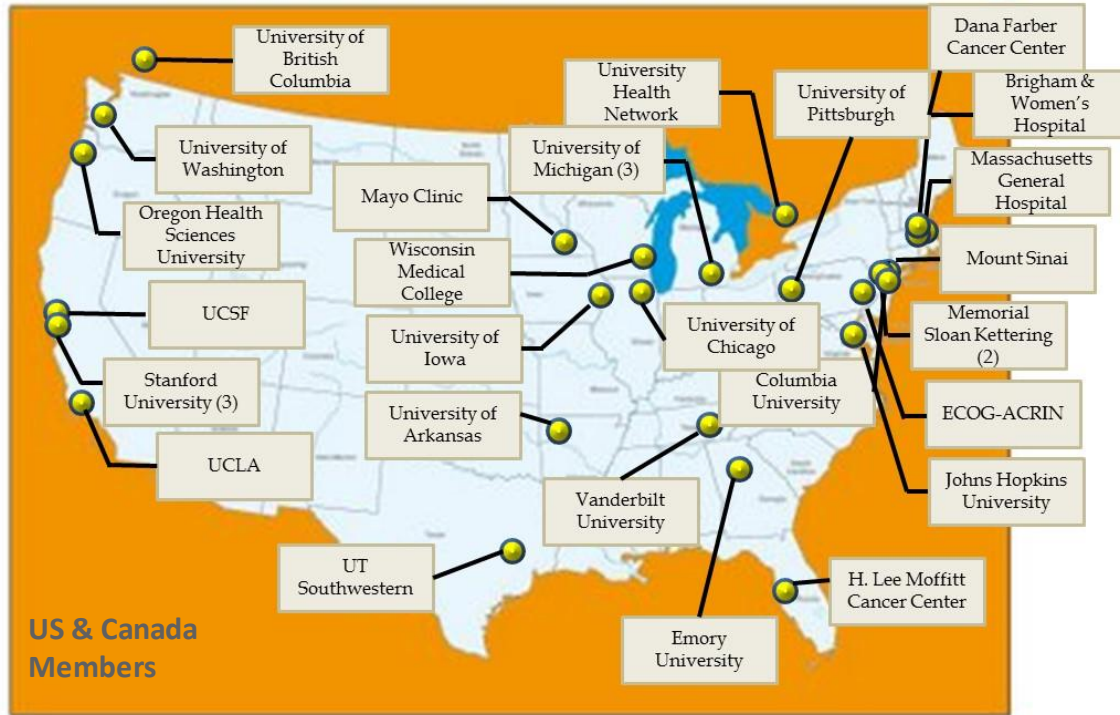 University of
British
Columbia
University
Health
Network
University of
Pittsburgh
Dana Farber
Cancer Center
Brigham &
Women's
Hospital
University of
Washington
University of
Michigan (3)
Massachusetts
General
Hospital
Mayo Clinic
Oregon Health
Sciences
University
Wisconsin
Medical
College
Mount Sinai
UCSF
University of
Iowa
University of
Chicago
Memorial
Sloan Kettering
(2)
Stanford
University (3)
Columbia
University
University of
Arkansas
ECOG-ACRIN
UCLA
Johns Hopkins
University
Vanderbilt
University
UT
Southwestern
H. Lee Moffitt
Cancer Center
Emory
University
US & Canada
Members
Washington
Texas
Georgia